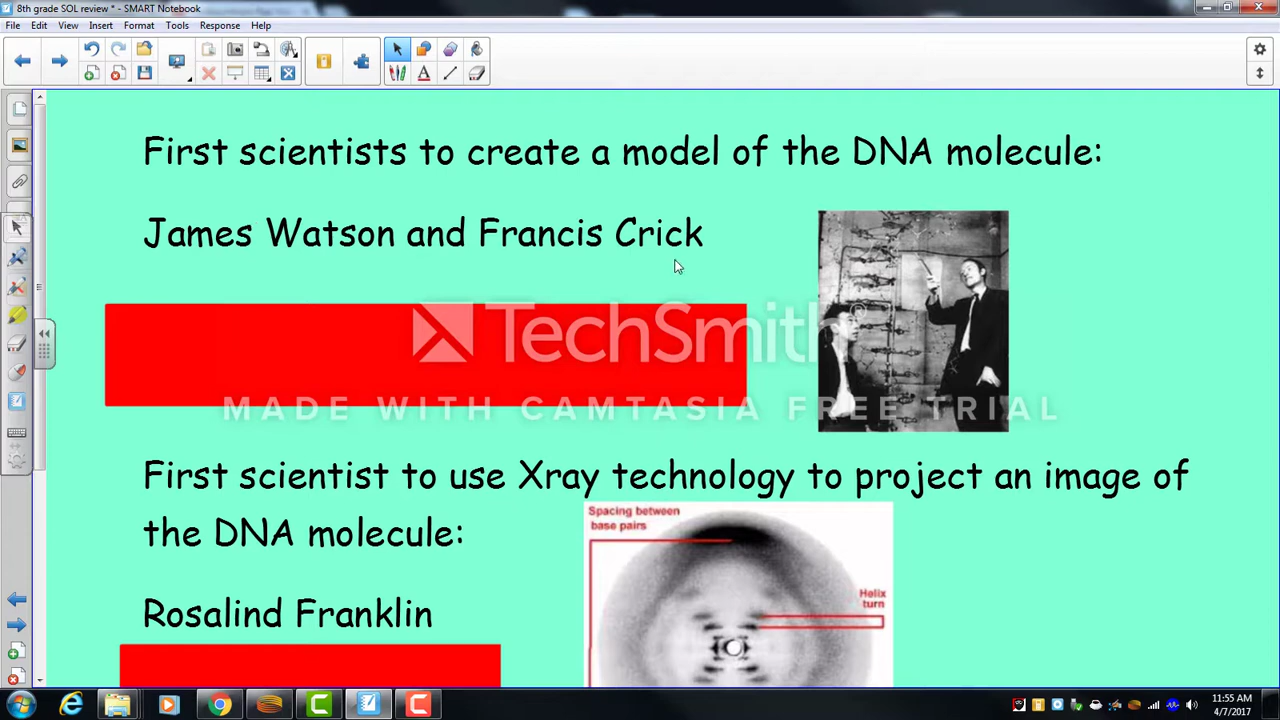 8th grade SOL review * - SMART Notebook
File Edit View Insert Format Tools Response Help
First scientists to create a model of the DNA molecule:
James Watson and Francis Crick
TechSmith®
MADE WITH CAMTASIA FREE TRIAL
First scientist to use Xray technology to project an image of
the DNA molecule:
Spacing between
base pairs
Helix
turn
Rosalind Franklin
11:55 AM
4/7/2017